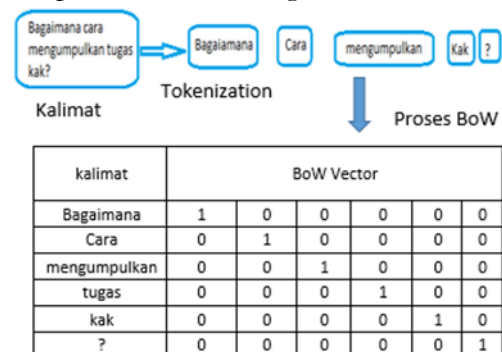 Bagaimana cara
mengumpulkan tugas
kak?
Bagaiamana Cara mengumpulkan Kak ?
Kalimat
Tokenization
Proses BoW
kalimat BoW Vector
Bagaimana 1 0 0 0 0 0
Cara 0 1 0 0 0 0
mengumpulkan 0 0 1 0 0 0
tugas 0 0 0 1 0 0
kak 0 0 0 0 1 0
? 0 0 0 0 0 1